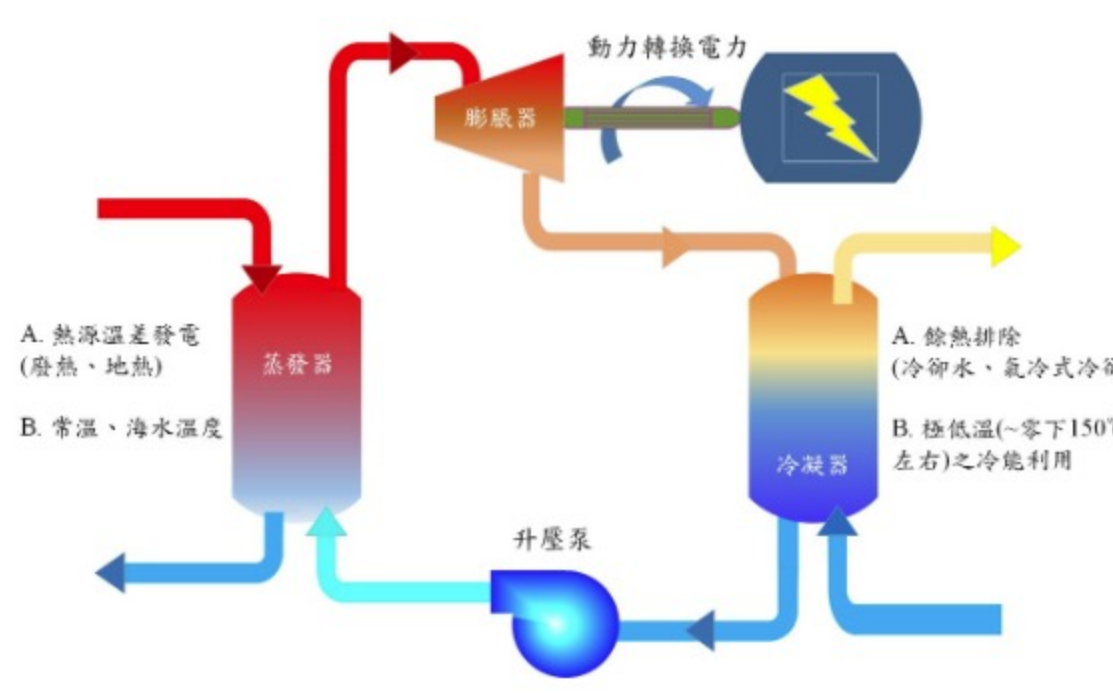 動力轉換電力
膨脹器
A. 熱源溫差發電
(廢熱、地熱)
B. 常溫、海水溫度
蒸發器
A. 餘熱排除
(冷卻水、氣冷式冷卻
B. 極低溫(~零下150℃
左右)之冷能利用
冷凝器
升壓泵